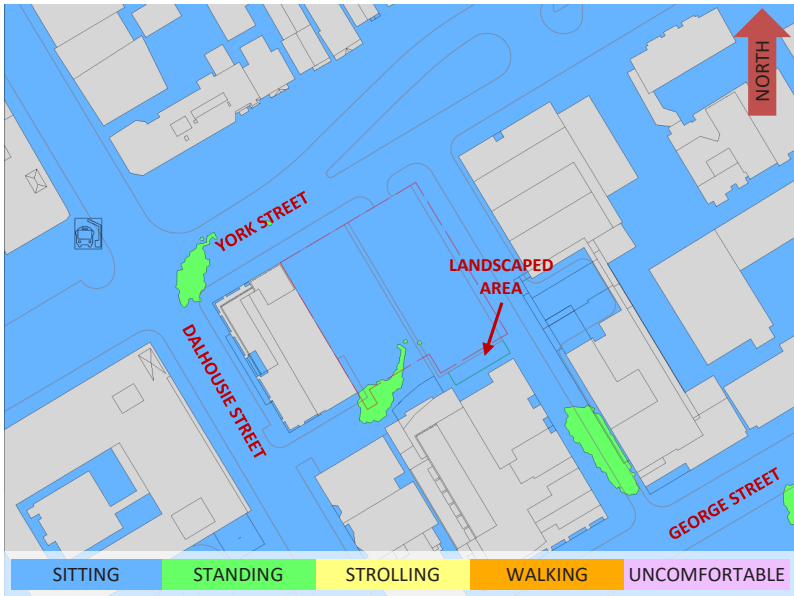 NORTH
YORK STREET
LANDSCAPED
AREA
DALHOUSIE STREET
GEORGE STREET
SITTING STANDING STROLLING WALKING UNCOMFORTABLE